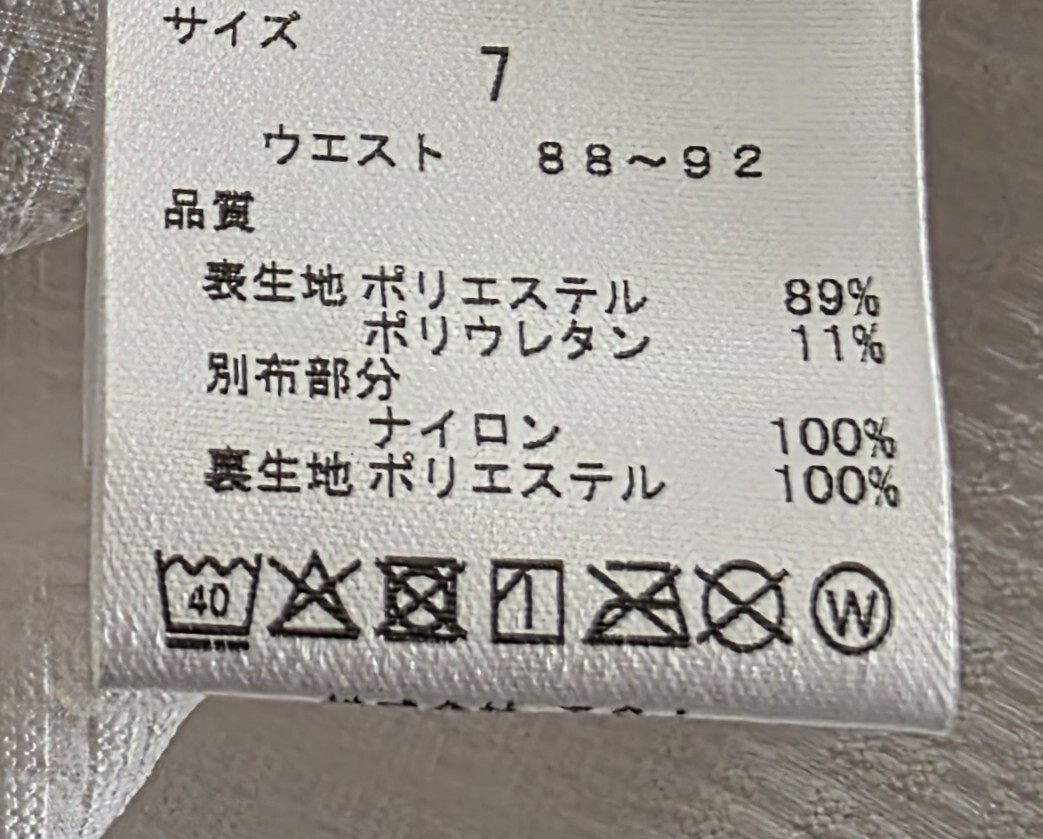 サイズ
7
ウエスト 88～92
品質
表生地 ポリエステル 89%
ポリウレタン 11%
別布部分
ナイロン 100%
裏生地 ポリエステル 100%
40 W